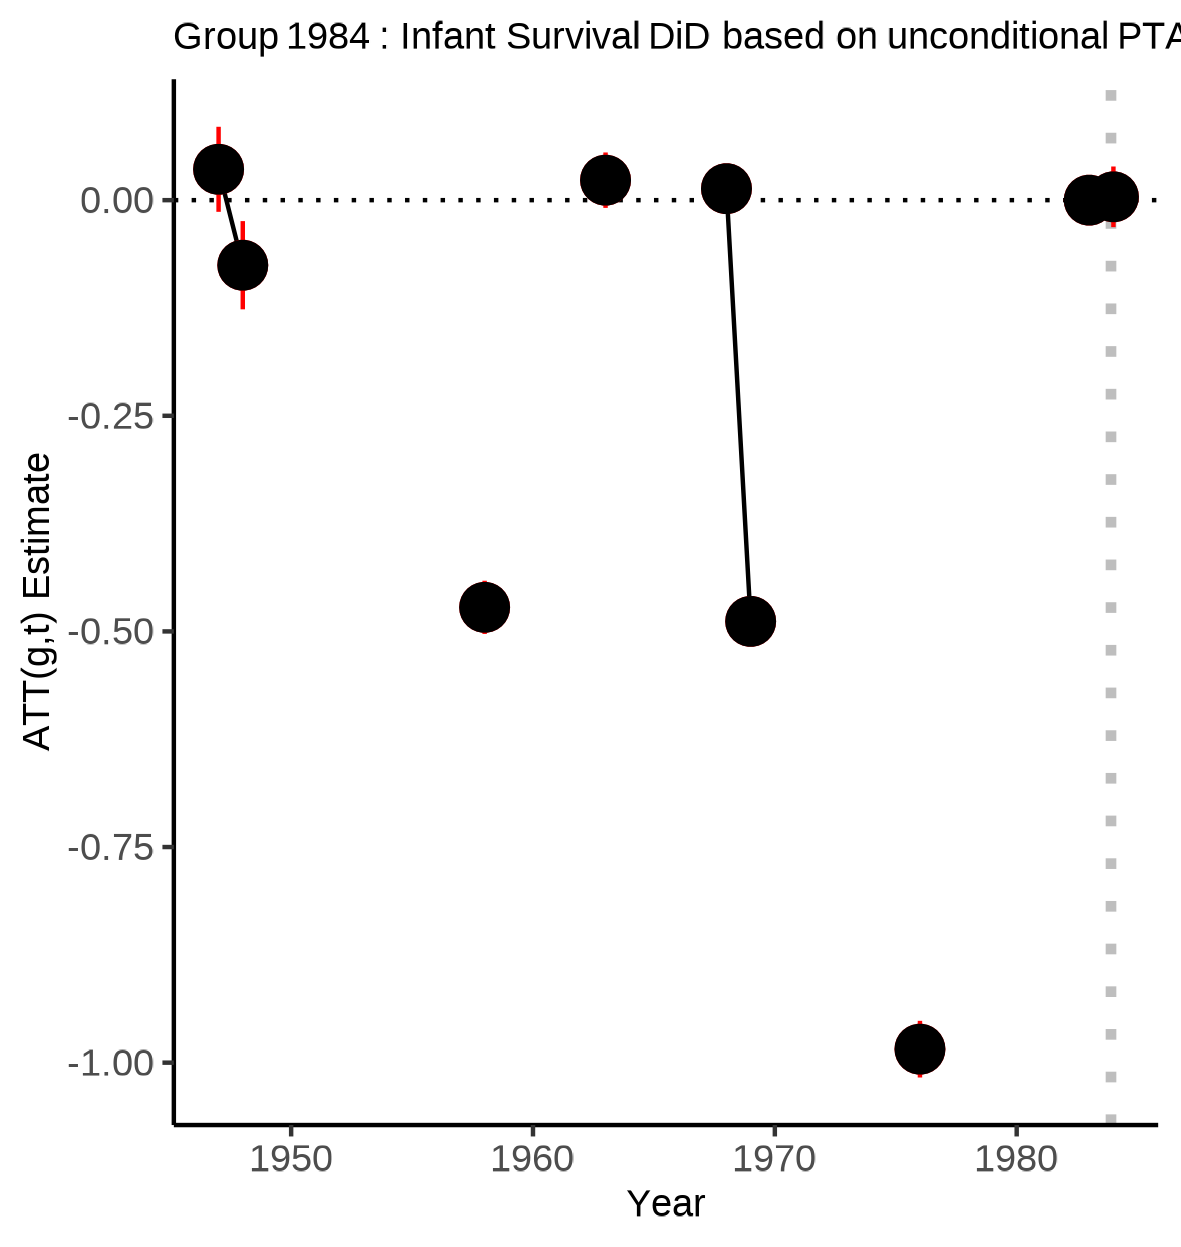 Group 1984 : Infant Survival DiD based on unconditional PTA
ATT(g,t) Estimate
0.00
-0.25
-0.50
-0.75
-1.00
1950 1960 1970 1980
Year